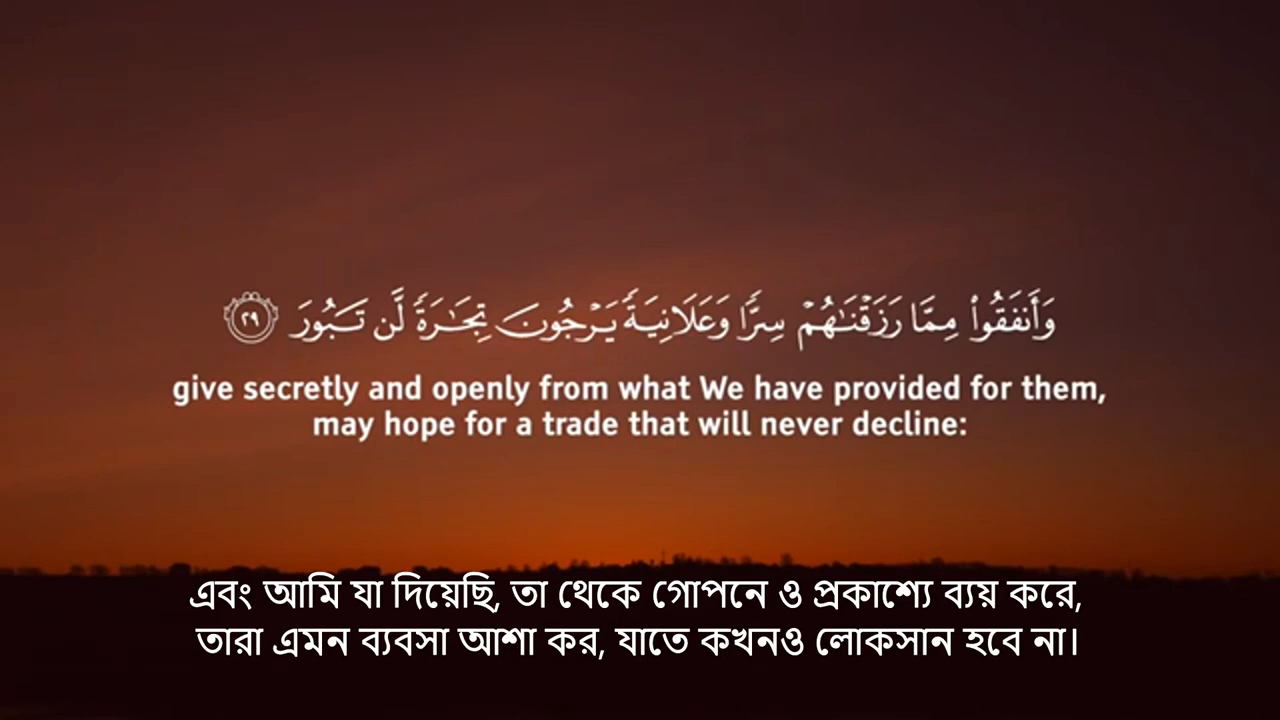 وَأَنفَقُوا۟ مِمَّا رَزَقْنَـٰهُمْ سِرًّا وَعَلَانِيَةً يَرْجُونَ تِجَـٰرَةً لَّن تَبُورَ ٢٩
give secretly and openly from what We have provided for them,
may hope for a trade that will never decline:
এবং আমি যা দিয়েছি, তা থেকে গোপনে ও প্রকাশ্যে ব্যয় করে,
তারা এমন ব্যবসা আশা কর, যাতে কখনও লোকসান হবে না।